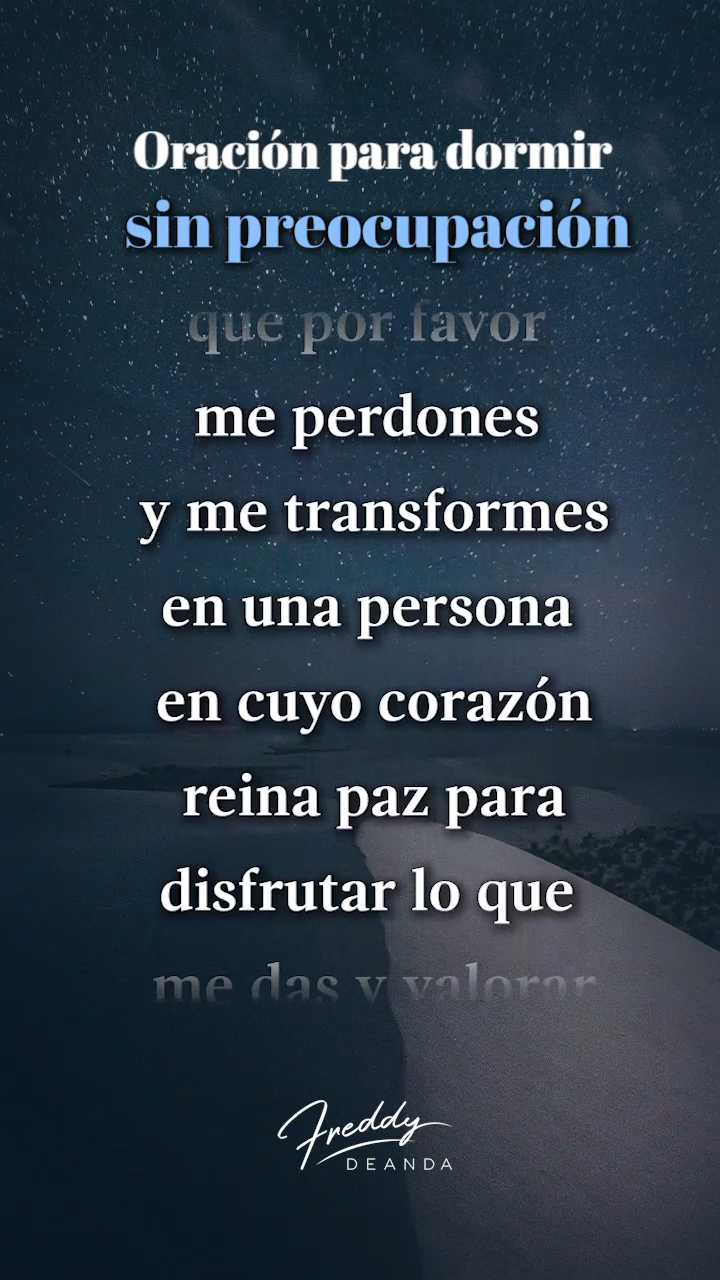 Oración para dormir
sin preocupación
que por favor
me perdones
y me transformes
en una persona
en cuyo corazón
reina paz para
disfrutar lo que
me das y valorar
Freddy
DEANDA